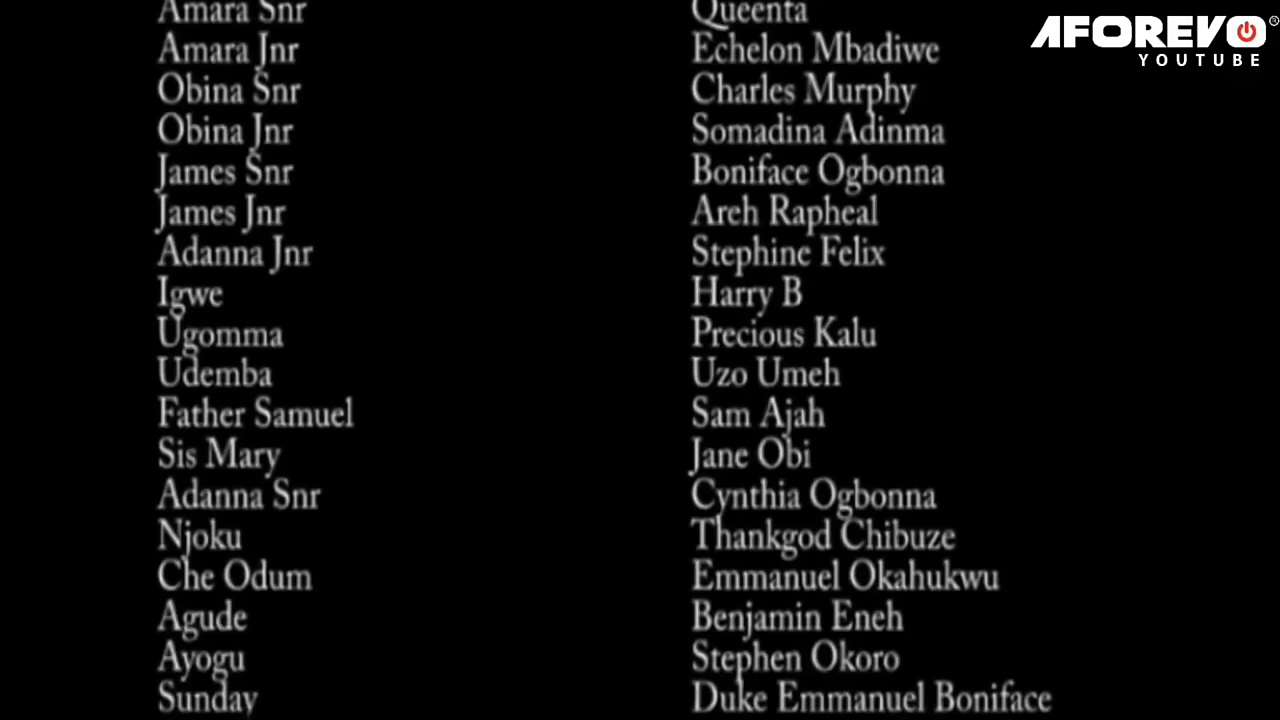 Amara Snr Queenta
AFOREVO
YOUTUBE
Amara Jnr Echelon Mbadiwe
Obina Snr Charles Murphy
Obina Jnr Somadina Adinma
James Snr Boniface Ogbonna
James Jnr Areh Rapheal
Adanna Jnr Stephine Felix
Igwe Harry B
Ugomma Precious Kalu
Udemba Uzo Umeh
Father Samuel Sam Ajah
Sis Mary Jane Obi
Adanna Snr Cynthia Ogbonna
Njoku Thankgod Chibuze
Che Odum Emmanuel Okahukwu
Agude Benjamin Eneh
Ayogu Stephen Okoro
Sunday Duke Emmanuel Boniface